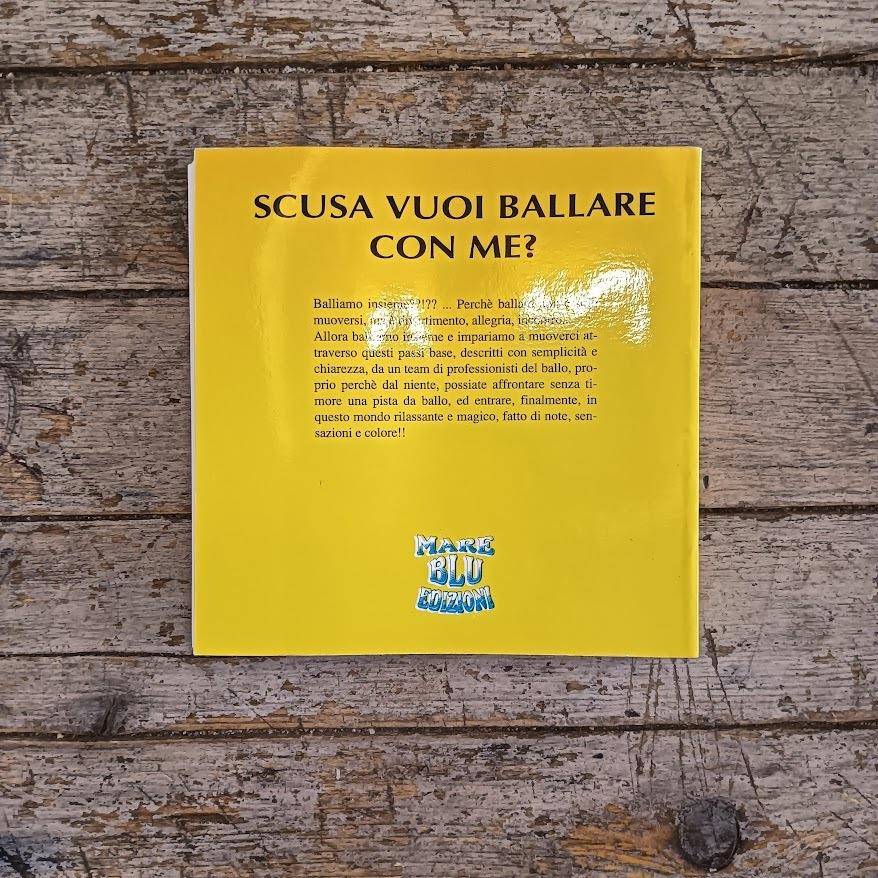 SCUSA VUOI BALLARE
CON ME?
Balliamo insieme??!?? ... Perchè
muoversi, divertimento, allegria,
Allora balliamo insieme e impariamo a muoverci at-
traverso questi passi base, descritti con semplicità e
chiarezza, da un team di professionisti del ballo, pro-
prio perchè dal niente, possiate affrontare senza ti-
more una pista da ballo, ed entrare, finalmente, in
questo mondo rilassante e magico, fatto di note, sen-
sazioni e colore!!
MARE
BLU
EDIZIONI